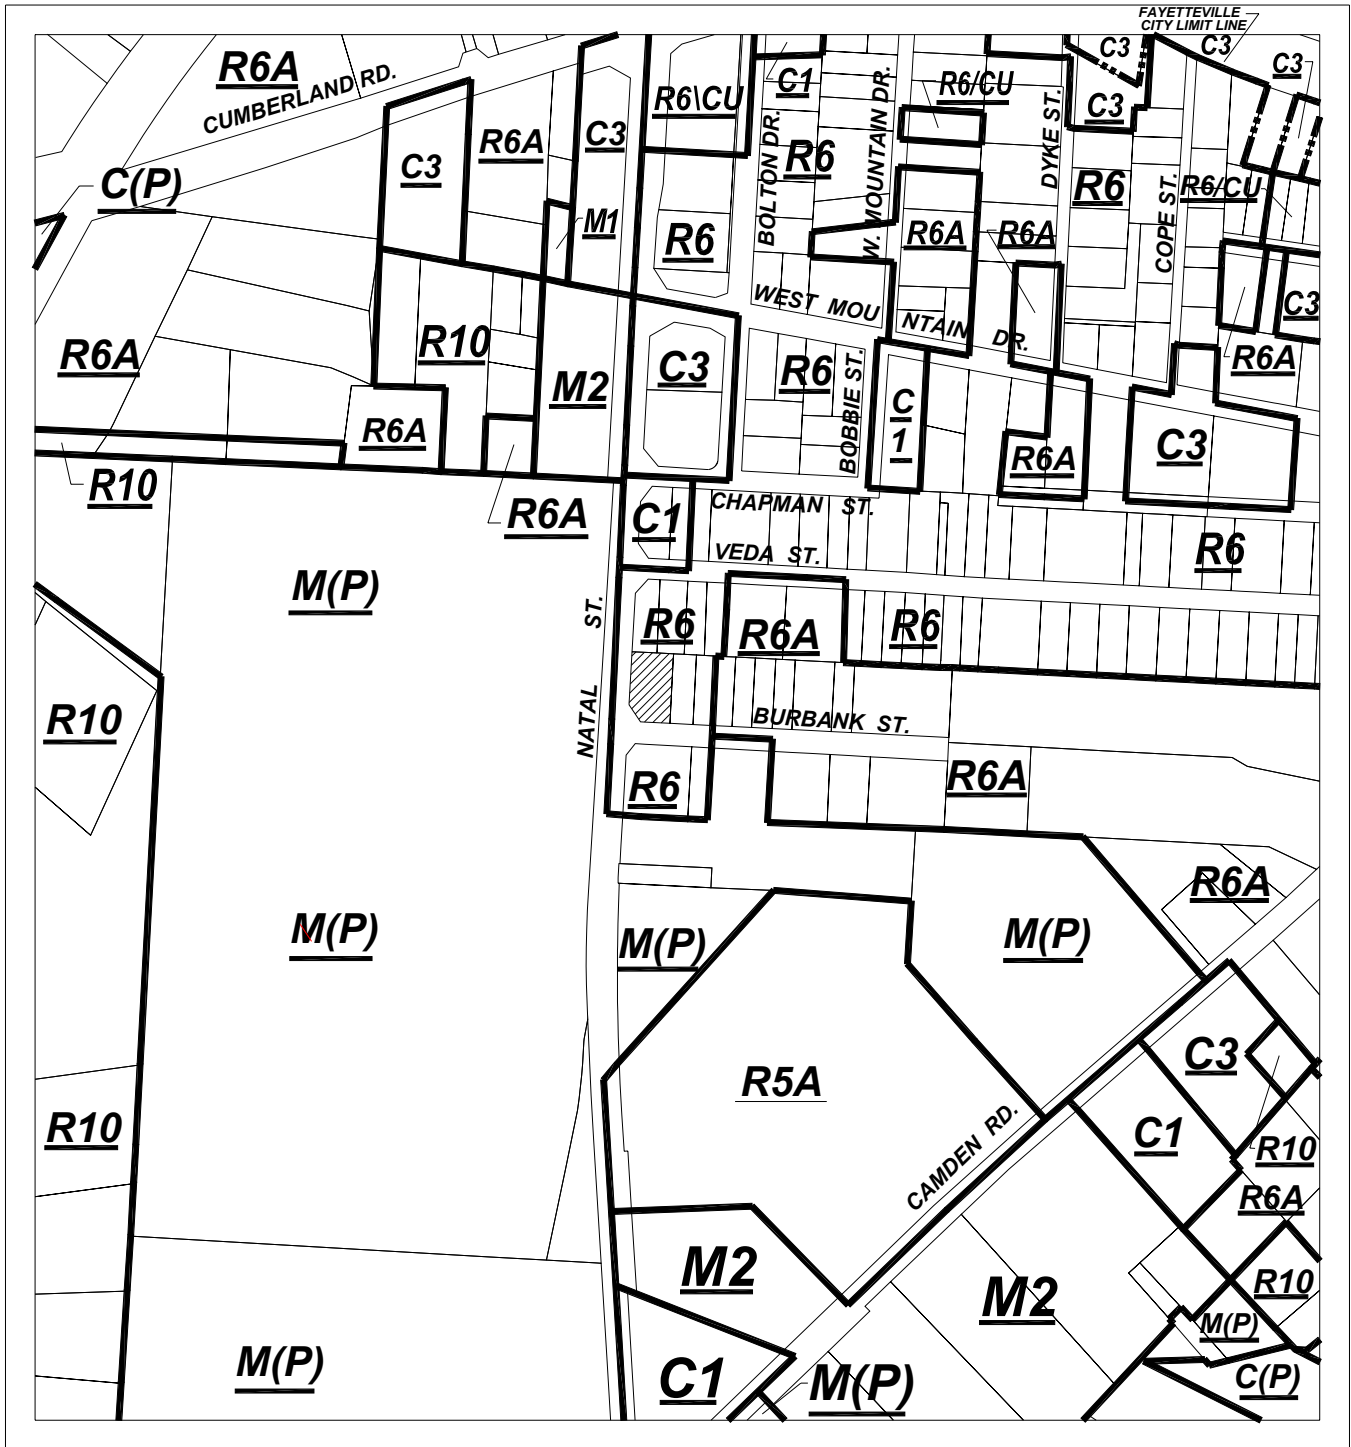 FAYETTEVILLE
CITY LIMIT LINE
R6A
CUMBERLAND RD.
C3
C3
C3
C1
R6/CU
R6\CU
C3
C3
R6A
C3
BOLTON DR.
R6
W. MOUNTAIN DR.
DYKE ST.
R6
COPE ST.
R6/CU
C(P)
M1
R6
R6A
R6A
WEST MOU
NTAIN DR.
C3
R6A
R10
M2
C3
R6
BOBBIE ST.
C
1
R6A
R6A
R6A
C3
R10
R6A
C1
CHAPMAN ST.
VEDA ST.
R6
M(P)
NATAL ST.
R6
R6A
R6
R10
BURBANK ST.
R6
R6A
R6A
M(P)
M(P)
M(P)
R5A
C3
R10
CAMDEN RD.
C1
R10
R6A
M2
M2
R10
M(P)
M(P)
C1
M(P)
C(P)